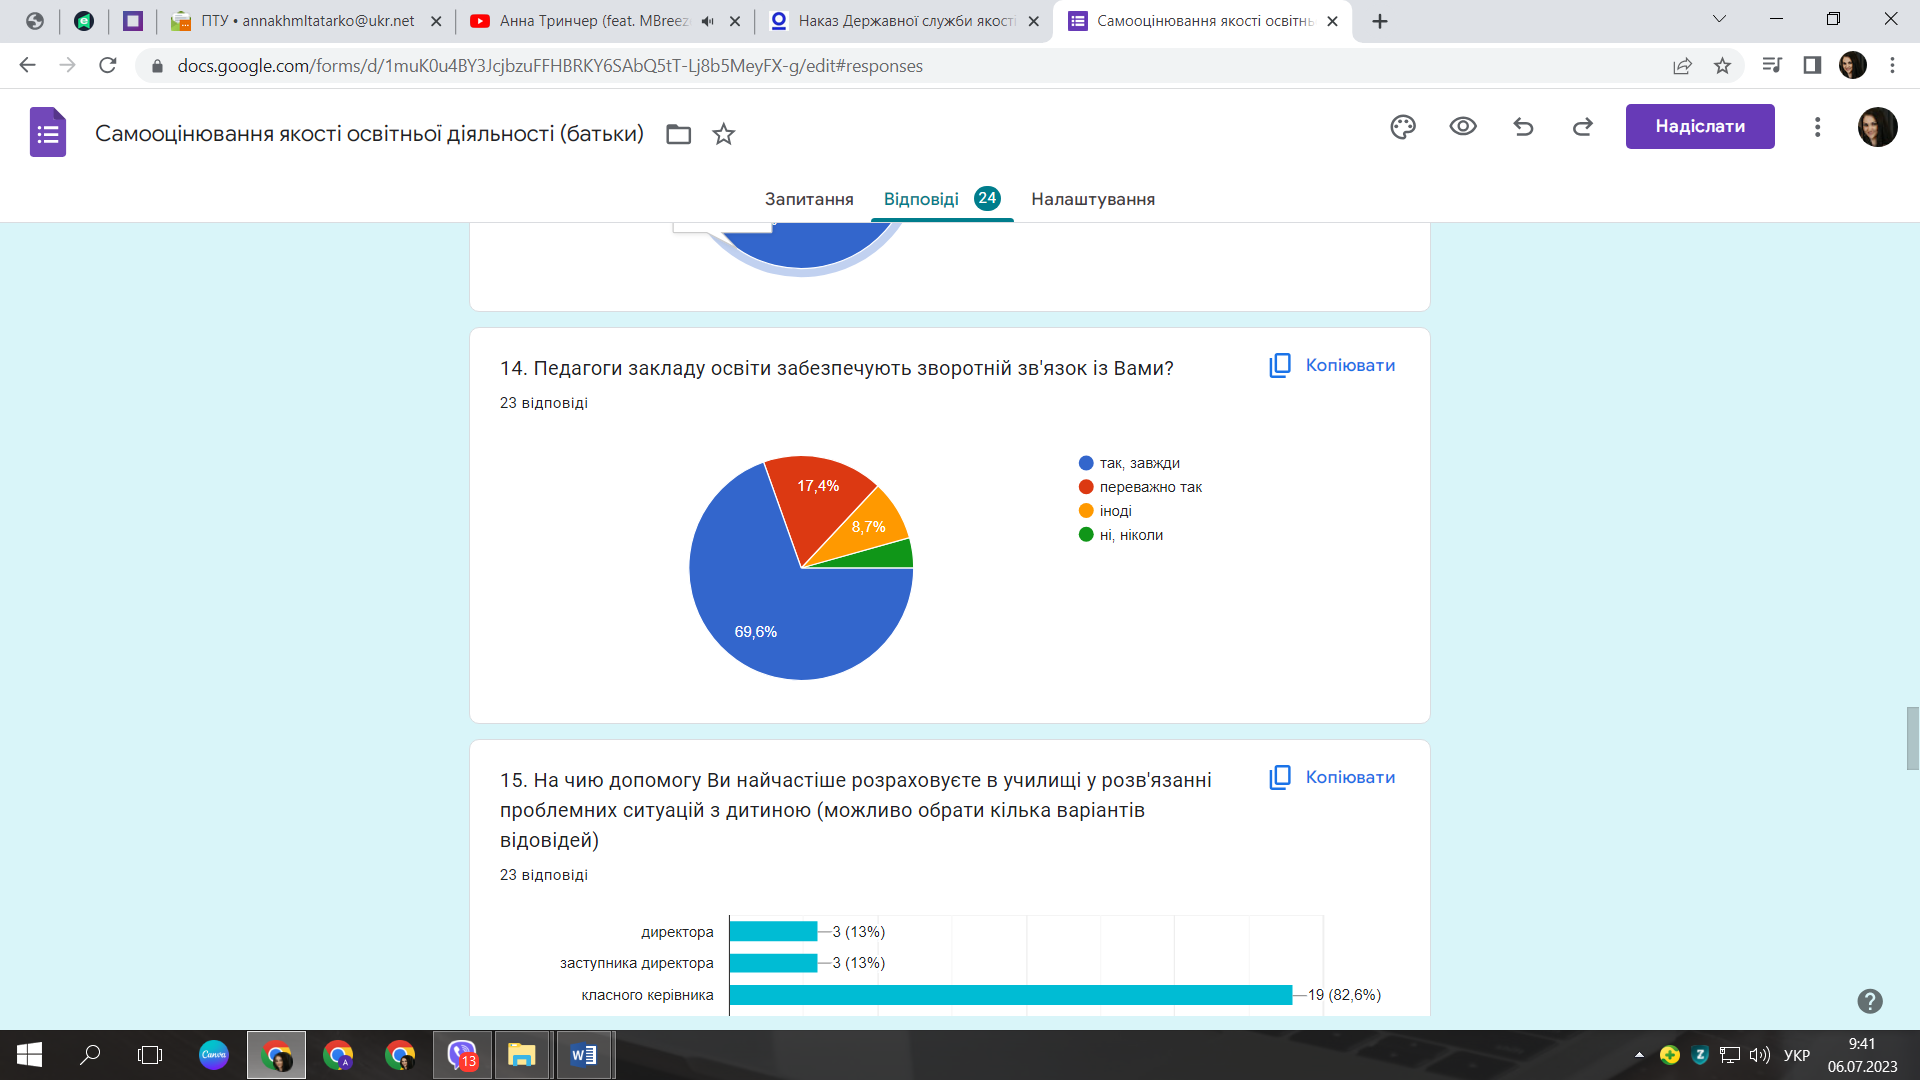 ПТУ • annakhmltatarko@ukr.net
Анна Тринчер (feat. MBreeze
Наказ Державної служби якості
Самооцінювання якості освітнь
docs.google.com/forms/d/1muK0u4BY3JcjbzuFFHBRKY6SAbQ5tT-Lj8b5MeyFX-g/edit#responses
Самооцінювання якості освітньої діяльності (батьки)
Надіслати
Запитання
Відповіді 24
Налаштування
14. Педагоги закладу освіти забезпечують зворотній зв'язок із Вами?
Копіювати
23 відповіді
так, завжди
переважно так
іноді
ні, ніколи
17,4%
8,7%
69,6%
15. На чию допомогу Ви найчастіше розраховуєте в училищі у розв'язанні
проблемних ситуацій з дитиною (можливо обрати кілька варіантів
відовідей)
Копіювати
23 відповіді
директора 3 (13%)
заступника директора 3 (13%)
класного керівника 19 (82,6%)
Canva
A
13
W
Z
УКР
9:41
06.07.2023